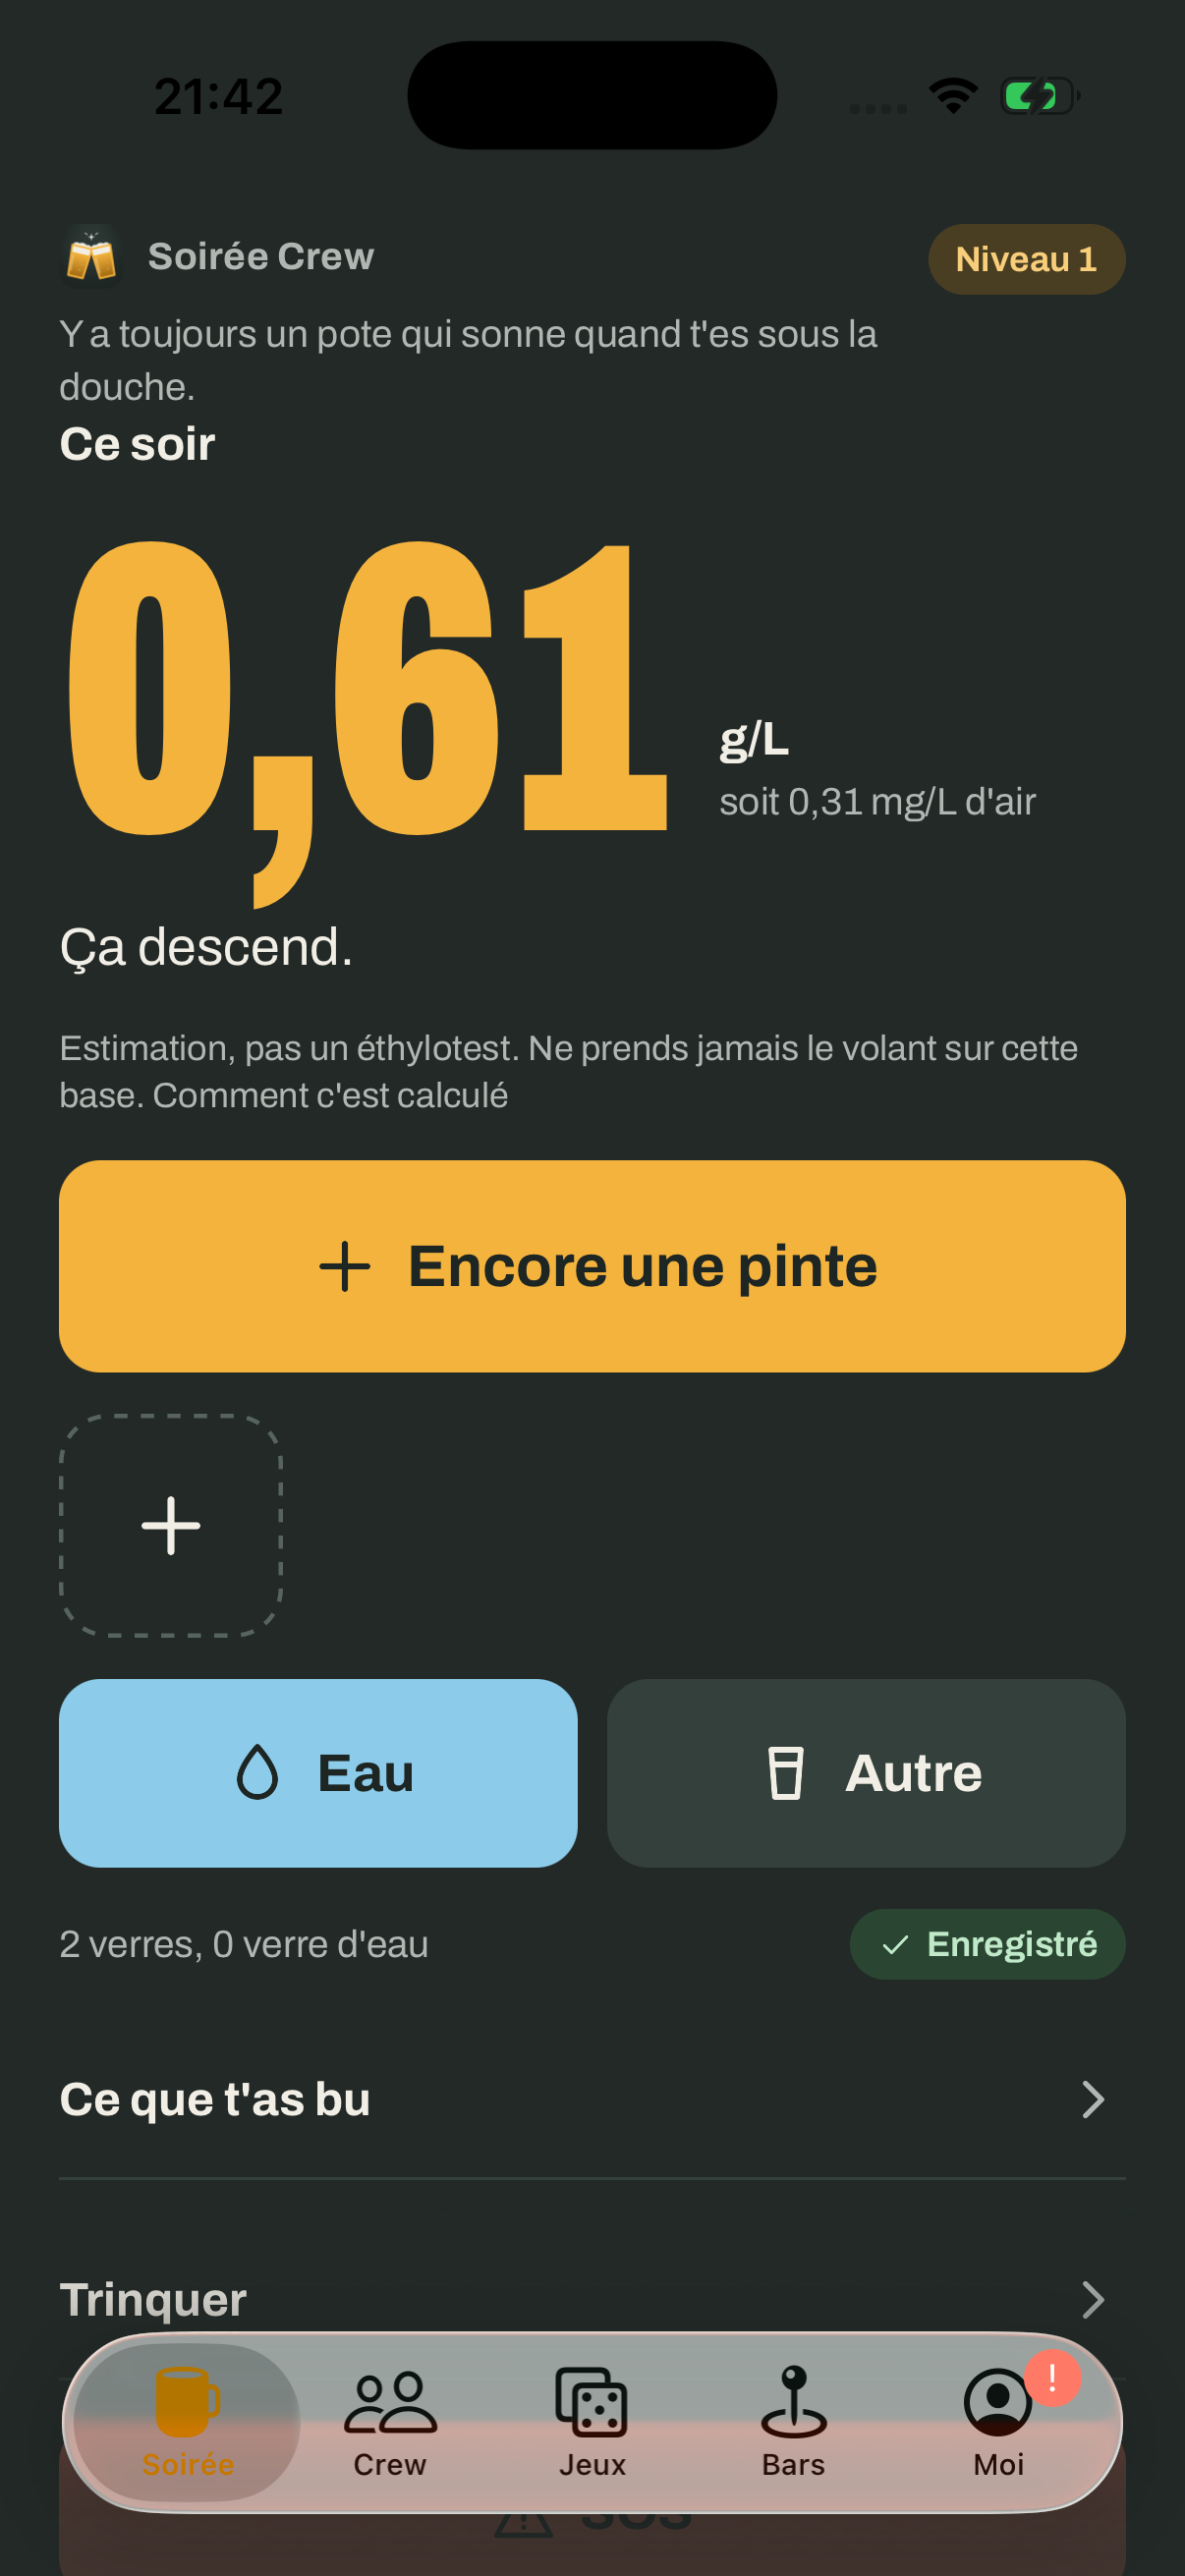 21:42
Soirée Crew
Niveau 1
Y a toujours un pote qui sonne quand t'es sous la
douche.
Ce soir
0,61
g/L
soit 0,31 mg/L d'air
Ça descend.
Estimation, pas un éthylotest. Ne prends jamais le volant sur cette
base. Comment c'est calculé
Encore une pinte
Eau
Autre
2 verres, 0 verre d'eau
Enregistré
Ce que t'as bu
Trinquer
!
Soirée
Crew
Jeux
Bars
Moi
SOS